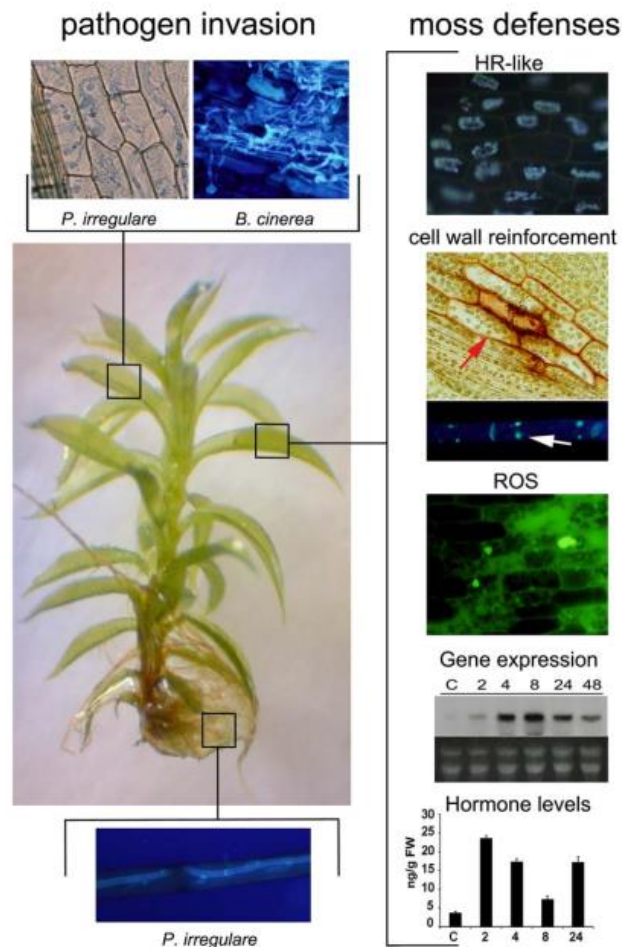 pathogen invasion
moss defenses
P. irregulare
B. cinerea
P. irregulare
HR-like
cell wall reinforcement
ROS
Gene expression
C 2 4 8 24 48
Hormone levels
ng/g FW
30
25
20
15
10
5
0
C 2 4 8 24